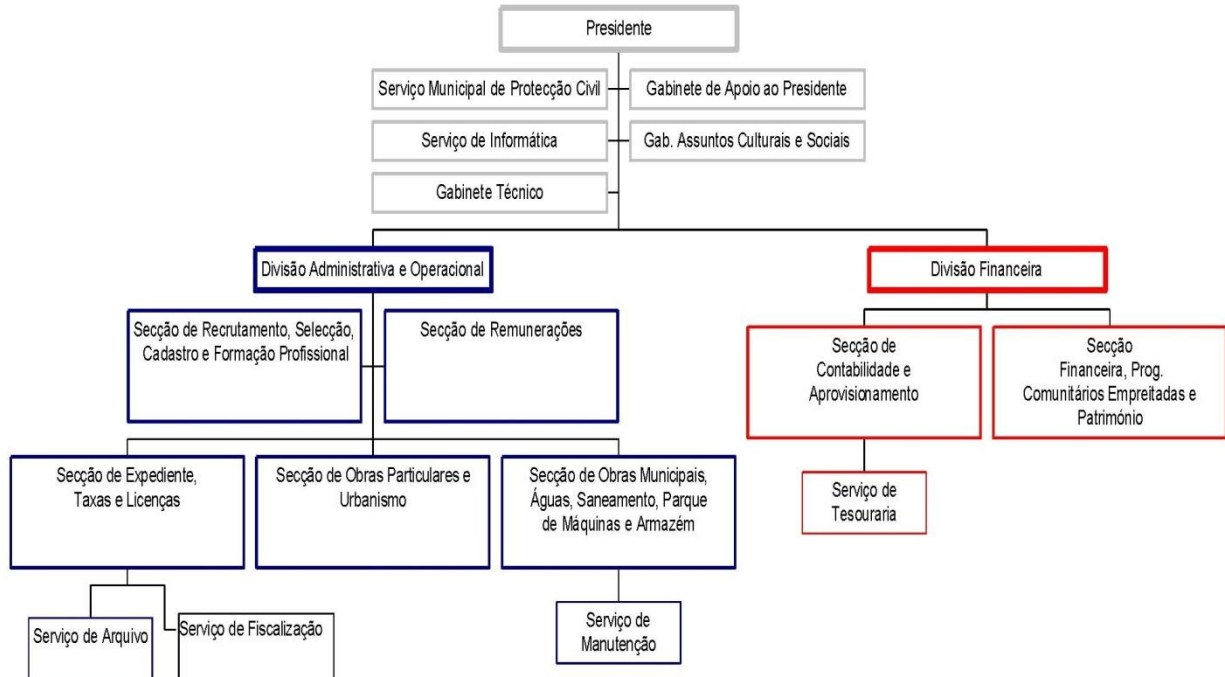 Presidente
Serviço Municipal de Protecção Civil
Gabinete de Apoio ao Presidente
Serviço de Informática
Gab. Assuntos Culturais e Sociais
Gabinete Técnico
Divisão Administrativa e Operacional
Divisão Financeira
Secção de Recrutamento, Selecção,
Cadastro e Formação Profissional
Secção de Remunerações
Secção de
Contabilidade e
Aprovisionamento
Secção
Financeira, Prog.
Comunitários Empreitadas e
Património
Secção de Expediente,
Taxas e Licenças
Secção de Obras Particulares e
Urbanismo
Secção de Obras Municipais,
Águas, Saneamento, Parque
de Máquinas e Armazém
Serviço de
Tesouraria
Serviço de Arquivo
Serviço de Fiscalização
Serviço de
Manutenção